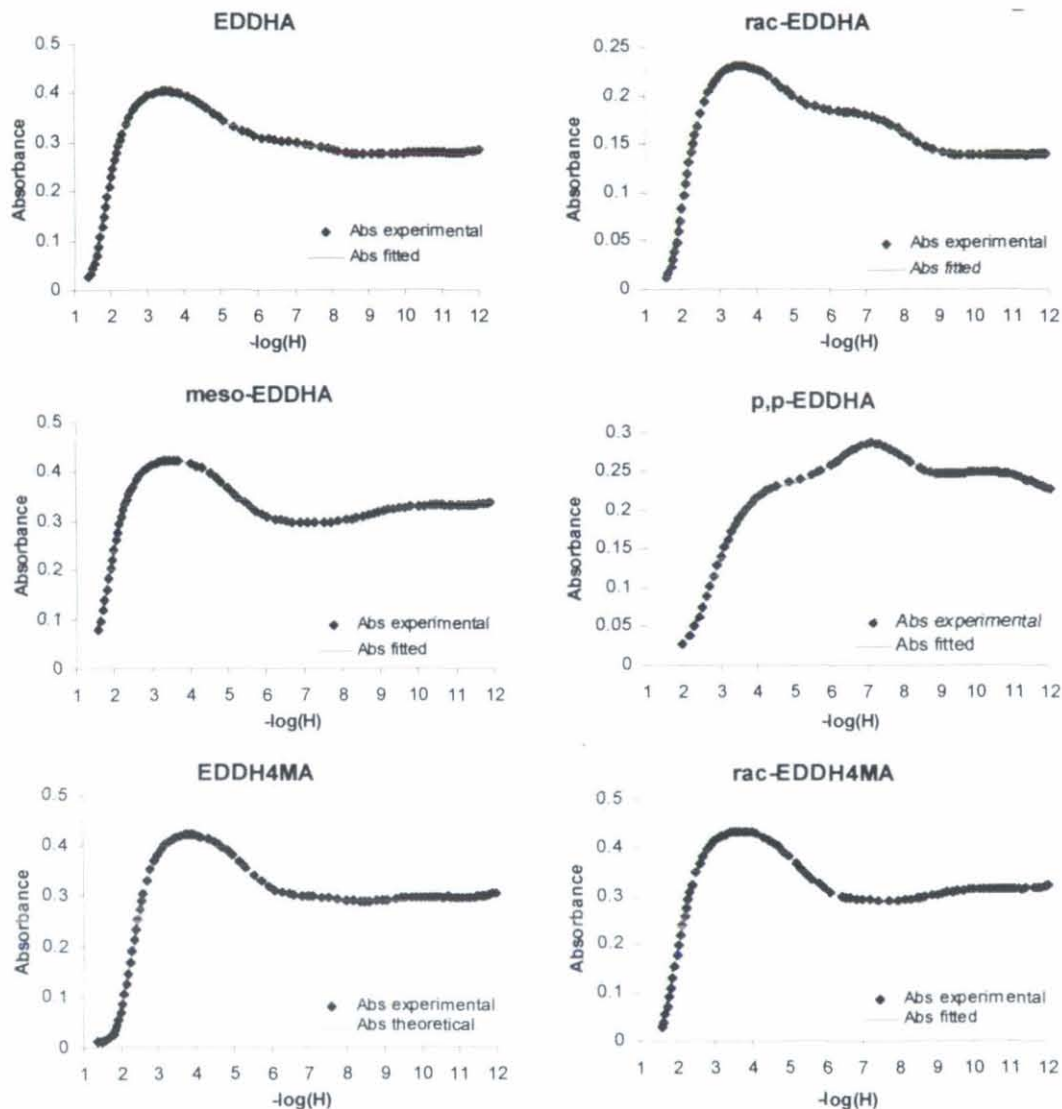 EDDHA
0.5
0.4
0.3
0.2
0.1
0
Absorbance
Abs experimental
Abs fitted
1 2 3 4 5 6 7 8 9 10 11 12
-log(H)
rac-EDDHA
0.25
0.2
0.15
0.1
0.05
0
Absorbance
Abs experimental
Abs fitted
1 2 3 4 5 6 7 8 9 10 11 12
-log(H)
meso-EDDHA
0.5
0.4
0.3
0.2
0.1
0
Absorbance
Abs experimental
Abs fitted
1 2 3 4 5 6 7 8 9 10 11 12
-log(H)
p,p-EDDHA
0.3
0.25
0.2
0.15
0.1
0.05
0
Absorbance
Abs experimental
Abs fitted
1 2 3 4 5 6 7 8 9 10 11 12
-log(H)
EDDH4MA
0.5
0.4
0.3
0.2
0.1
0
Absorbance
Abs experimental
Abs theoretical
1 2 3 4 5 6 7 8 9 10 11 12
-log(H)
rac-EDDH4MA
0.5
0.4
0.3
0.2
0.1
0
Absorbance
Abs experimental
Abs fitted
1 2 3 4 5 6 7 8 9 10 11 12
-log(H)